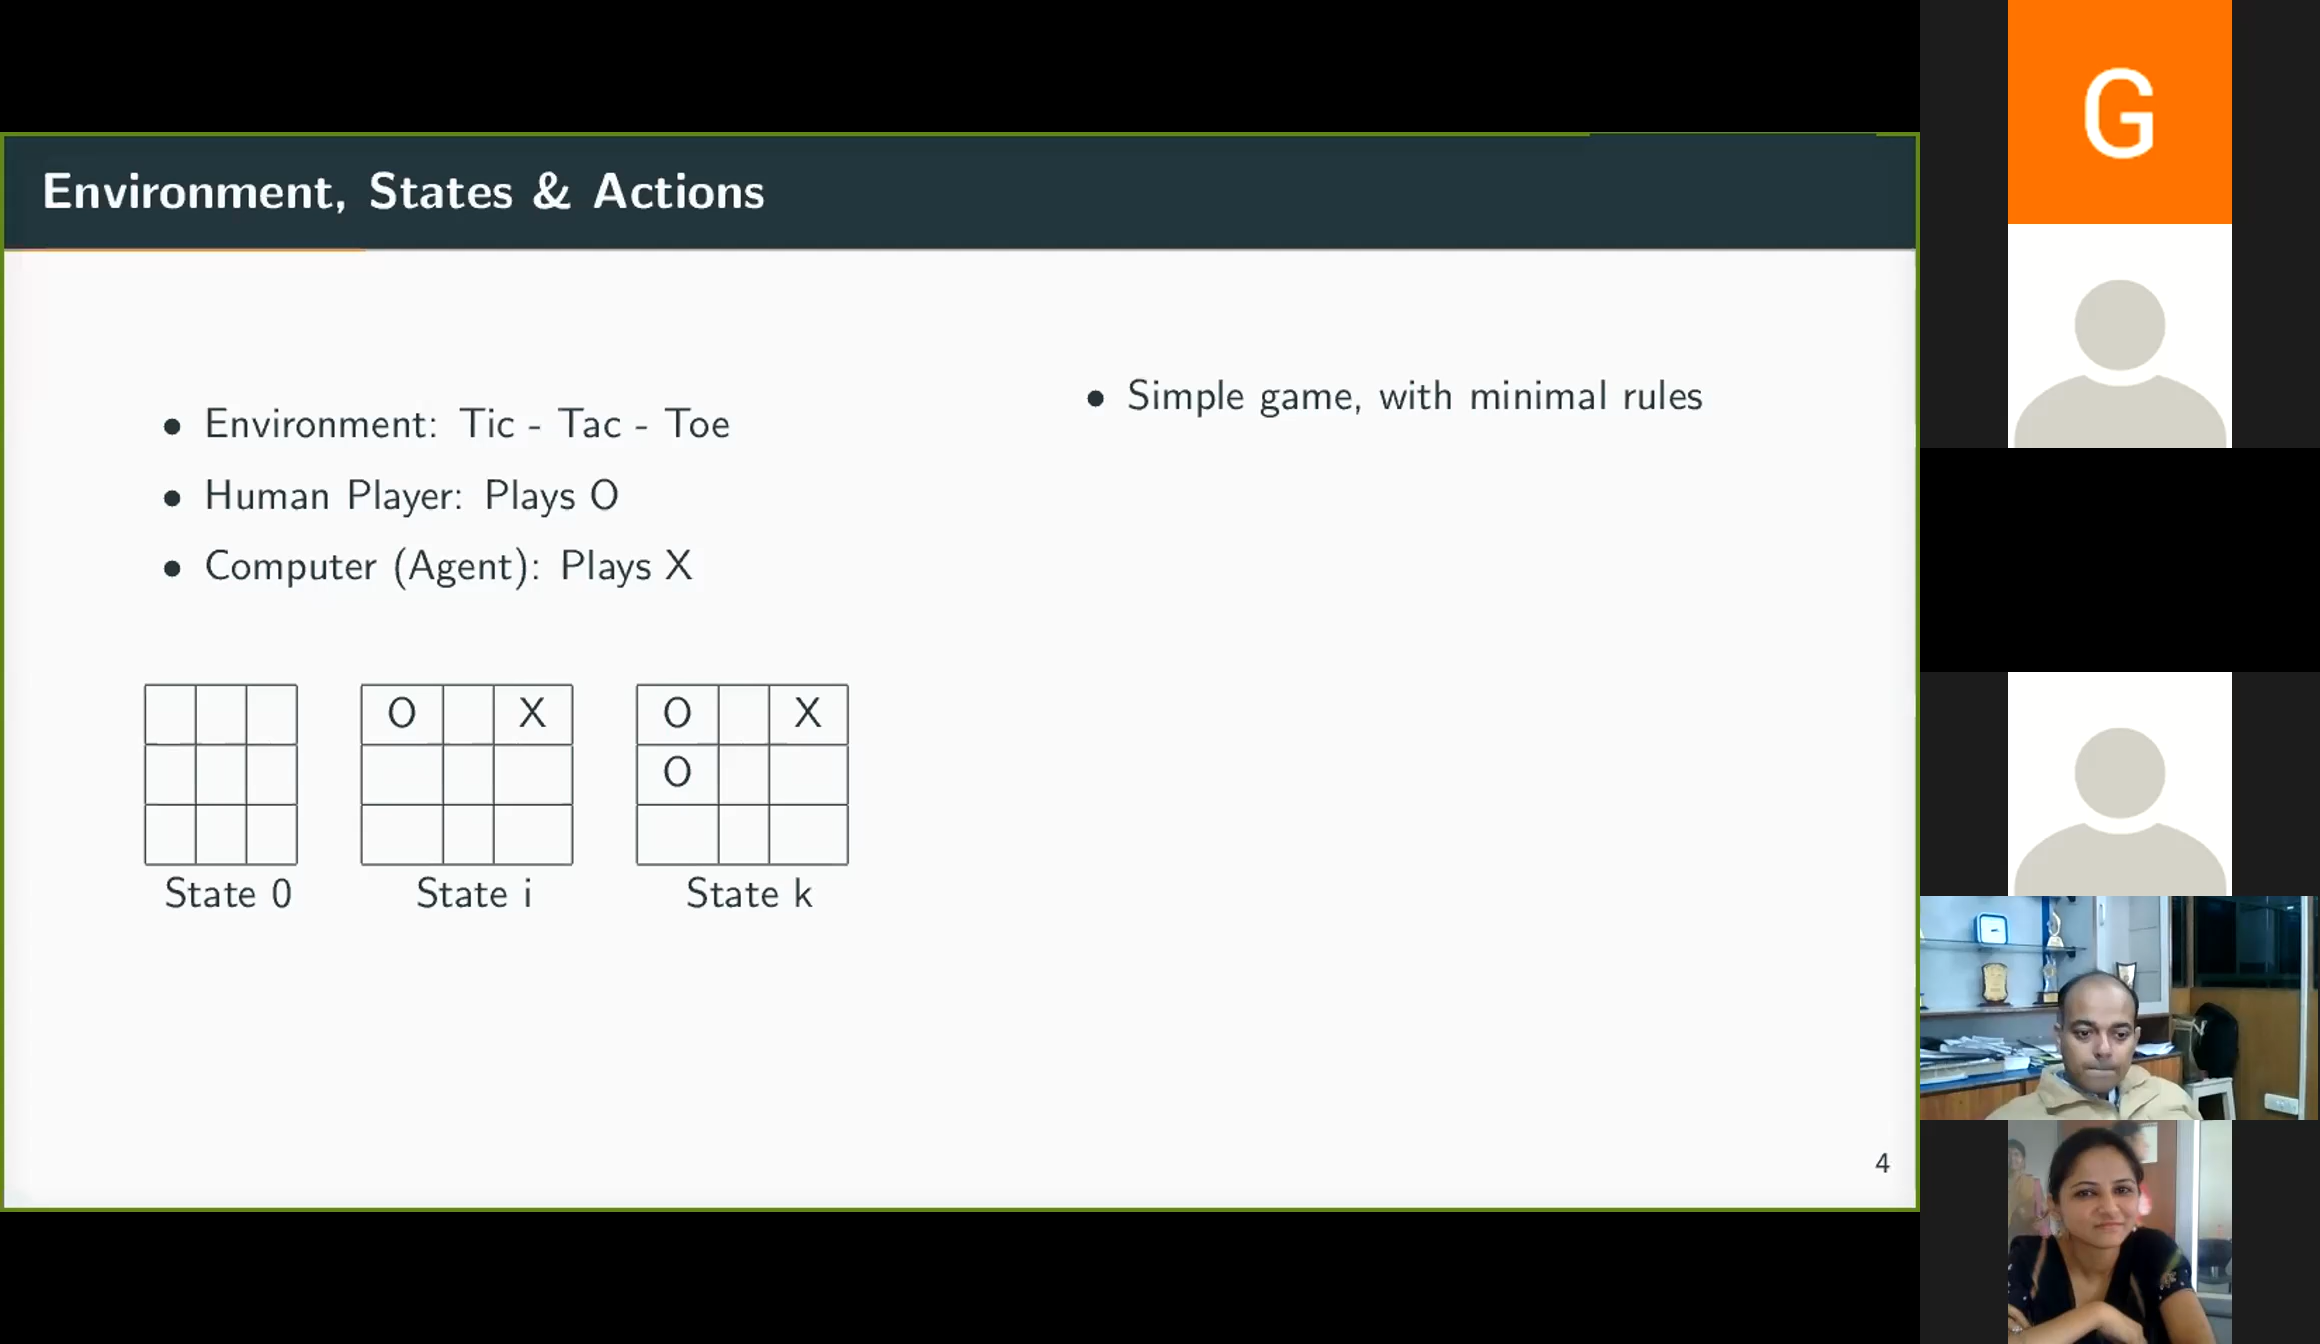 Environment, States & Actions
• Environment: Tic - Tac - Toe
• Human Player: Plays O
• Computer (Agent): Plays X
• Simple game, with minimal rules
O X O X
O
State 0 State i State k
4
G